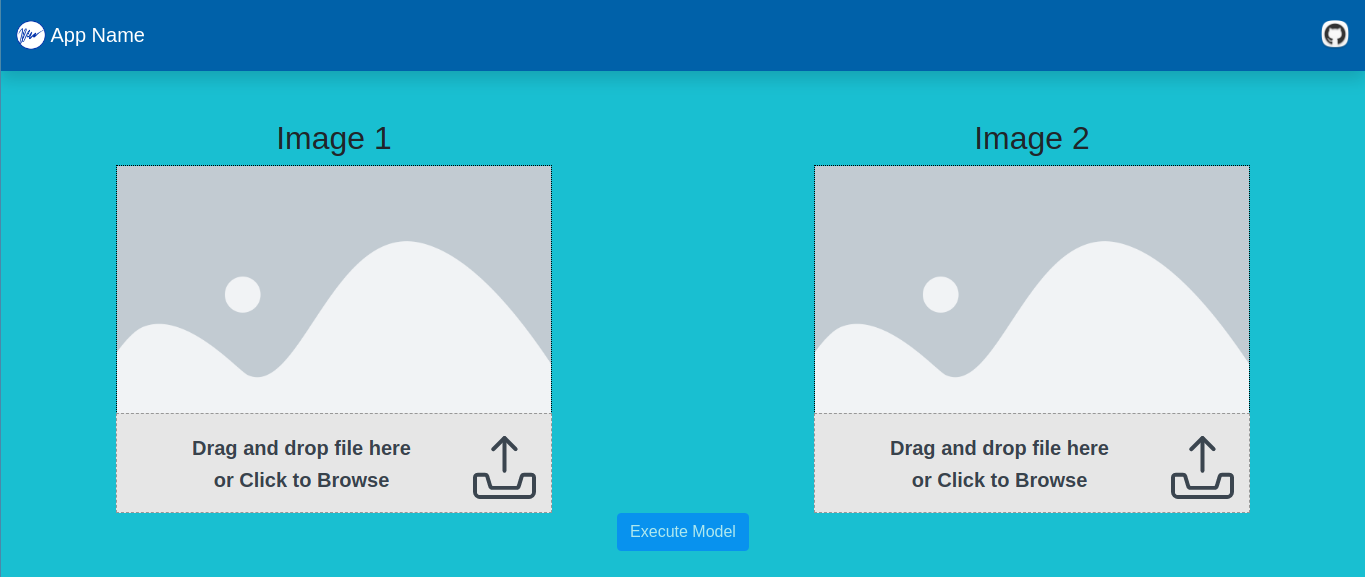 App Name
Image 1
Image 2
Drag and drop file here
or Click to Browse
Drag and drop file here
or Click to Browse
Execute Model